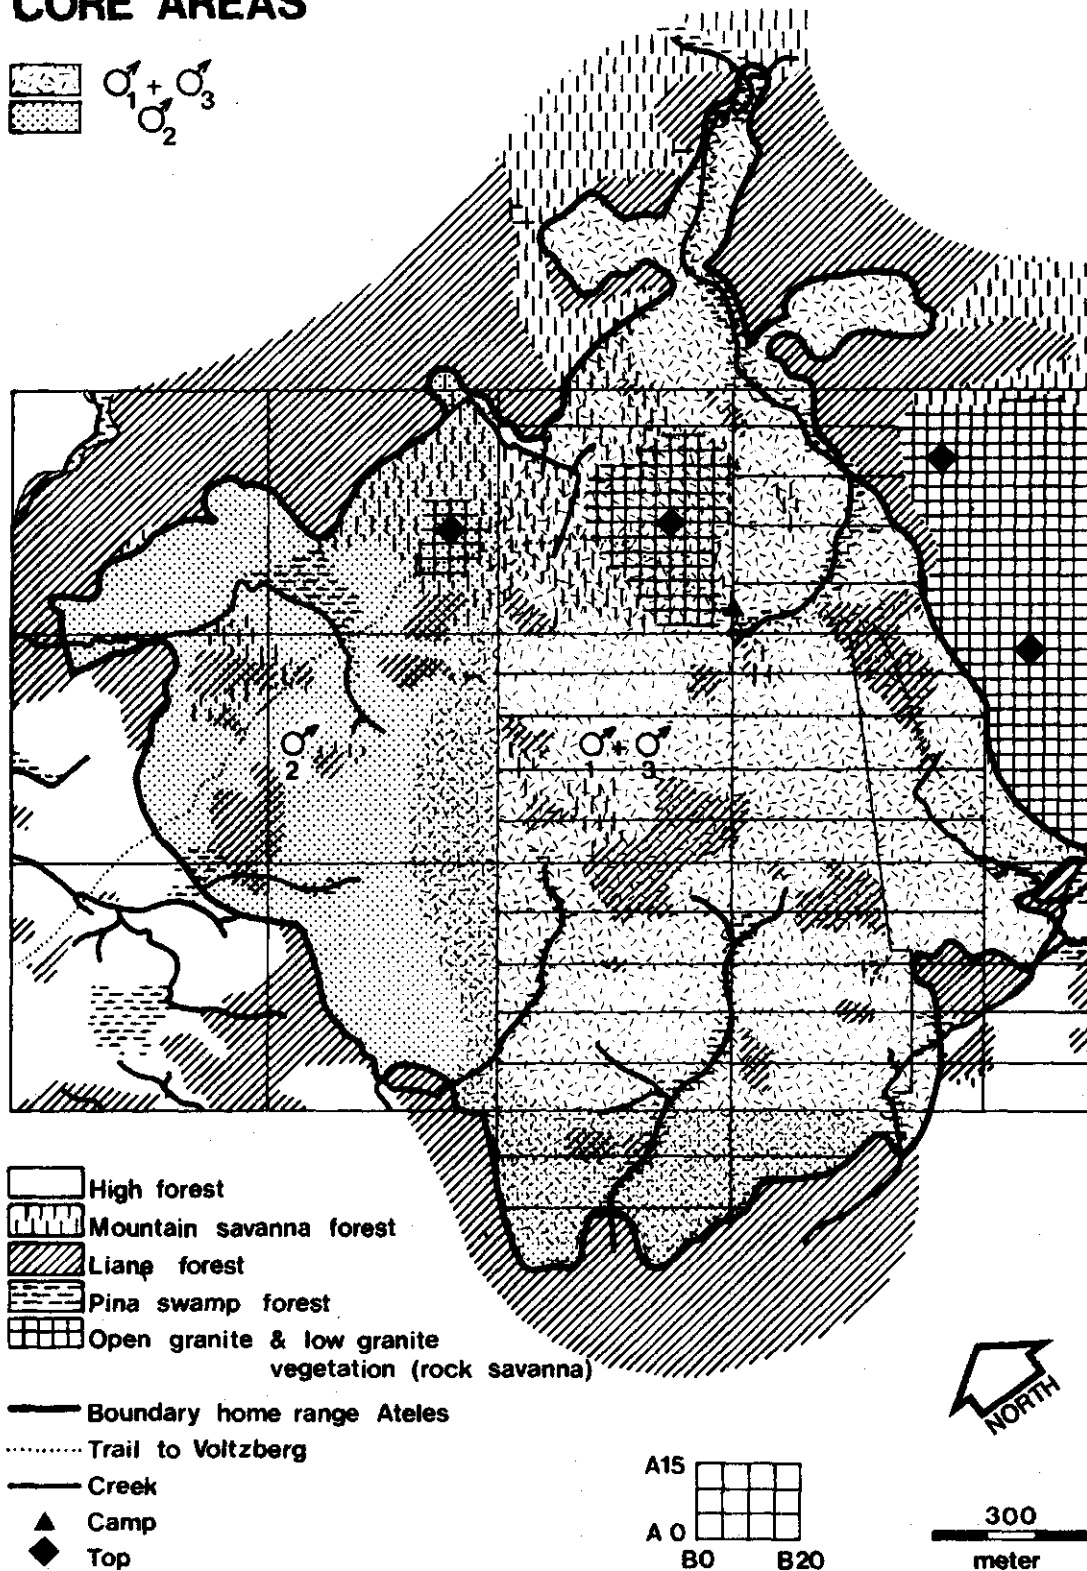 CORE AREAS
♂1 + ♂3
♂2
♂2
♂1 + ♂3
High forest
Mountain savanna forest
Liane forest
Pina swamp forest
Open granite & low granite
vegetation (rock savanna)
Boundary home range Ateles
Trail to Voltzberg
Creek
Camp
Top
NORTH
A15
A 0
B0 B20
300
meter